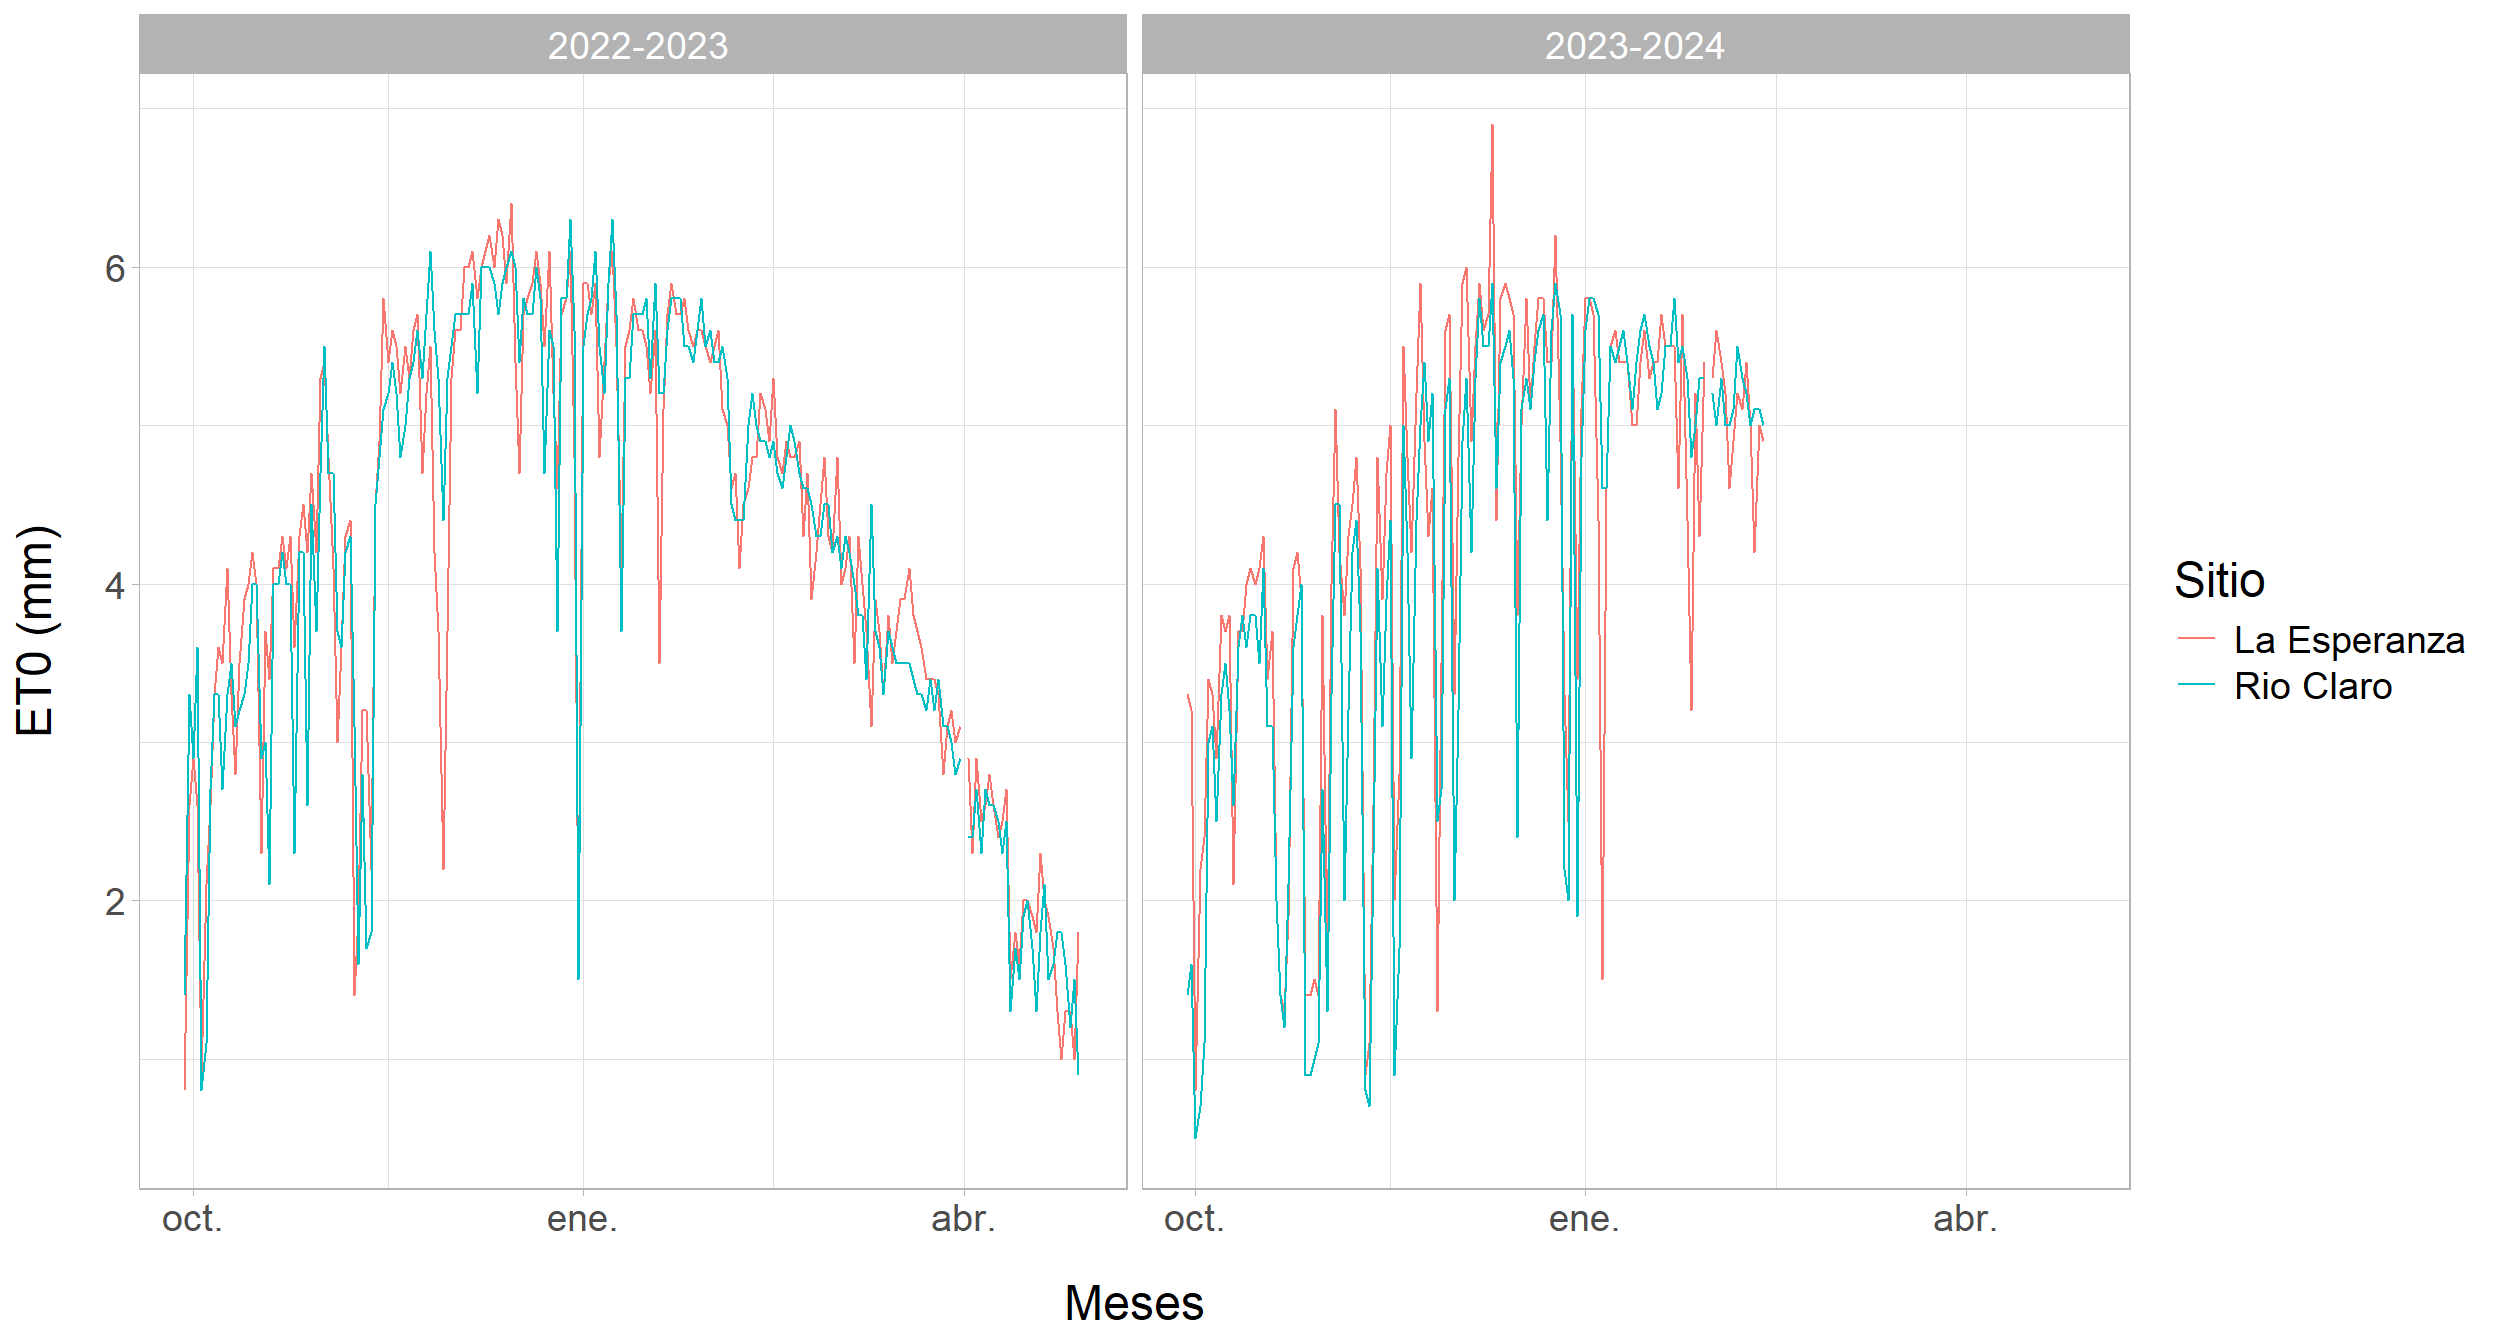 2022-2023
2023-2024
ET0 (mm)
6
4
2
oct.
ene.
abr.
oct.
ene.
abr.
Meses
Sitio
La Esperanza
Rio Claro